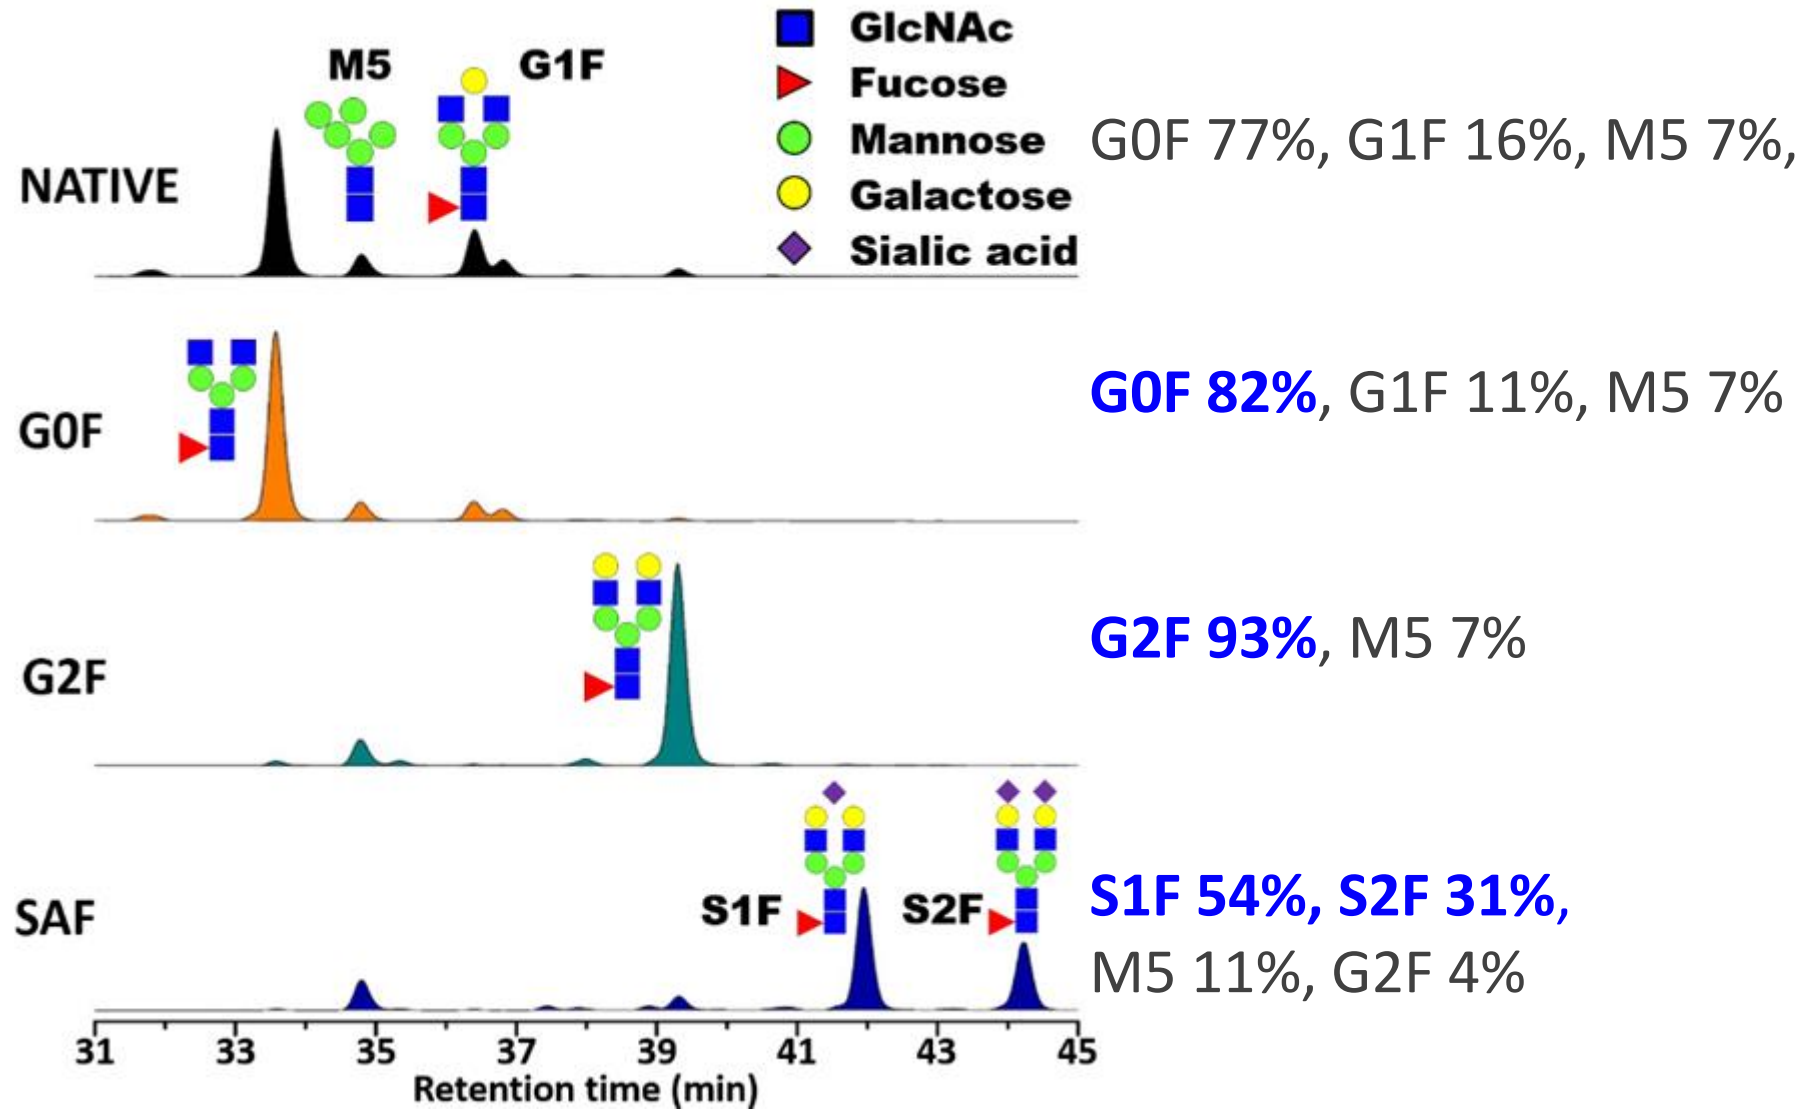 M5
G1F
GlcNAc
Fucose
Mannose
Galactose
Sialic acid
NATIVE
G0F 77%, G1F 16%, M5 7%,
G0F
G0F 82%, G1F 11%, M5 7%
G2F
G2F 93%, M5 7%
SAF
S1F
S2F
S1F 54%, S2F 31%,
M5 11%, G2F 4%
31 33 35 37 39 41 43 45
Retention time (min)